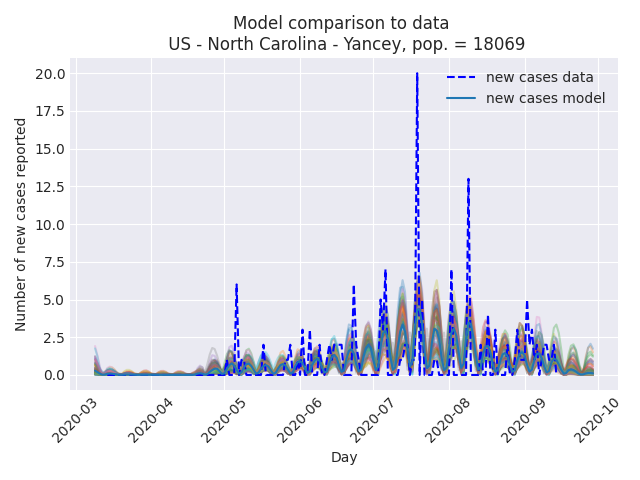 Model comparison to data
US - North Carolina - Yancey, pop. = 18069
new cases data
new cases model
Number of new cases reported
20.0
17.5
15.0
12.5
10.0
7.5
5.0
2.5
0.0
2020-03
2020-04
2020-05
2020-06
2020-07
2020-08
2020-09
2020-10
Day